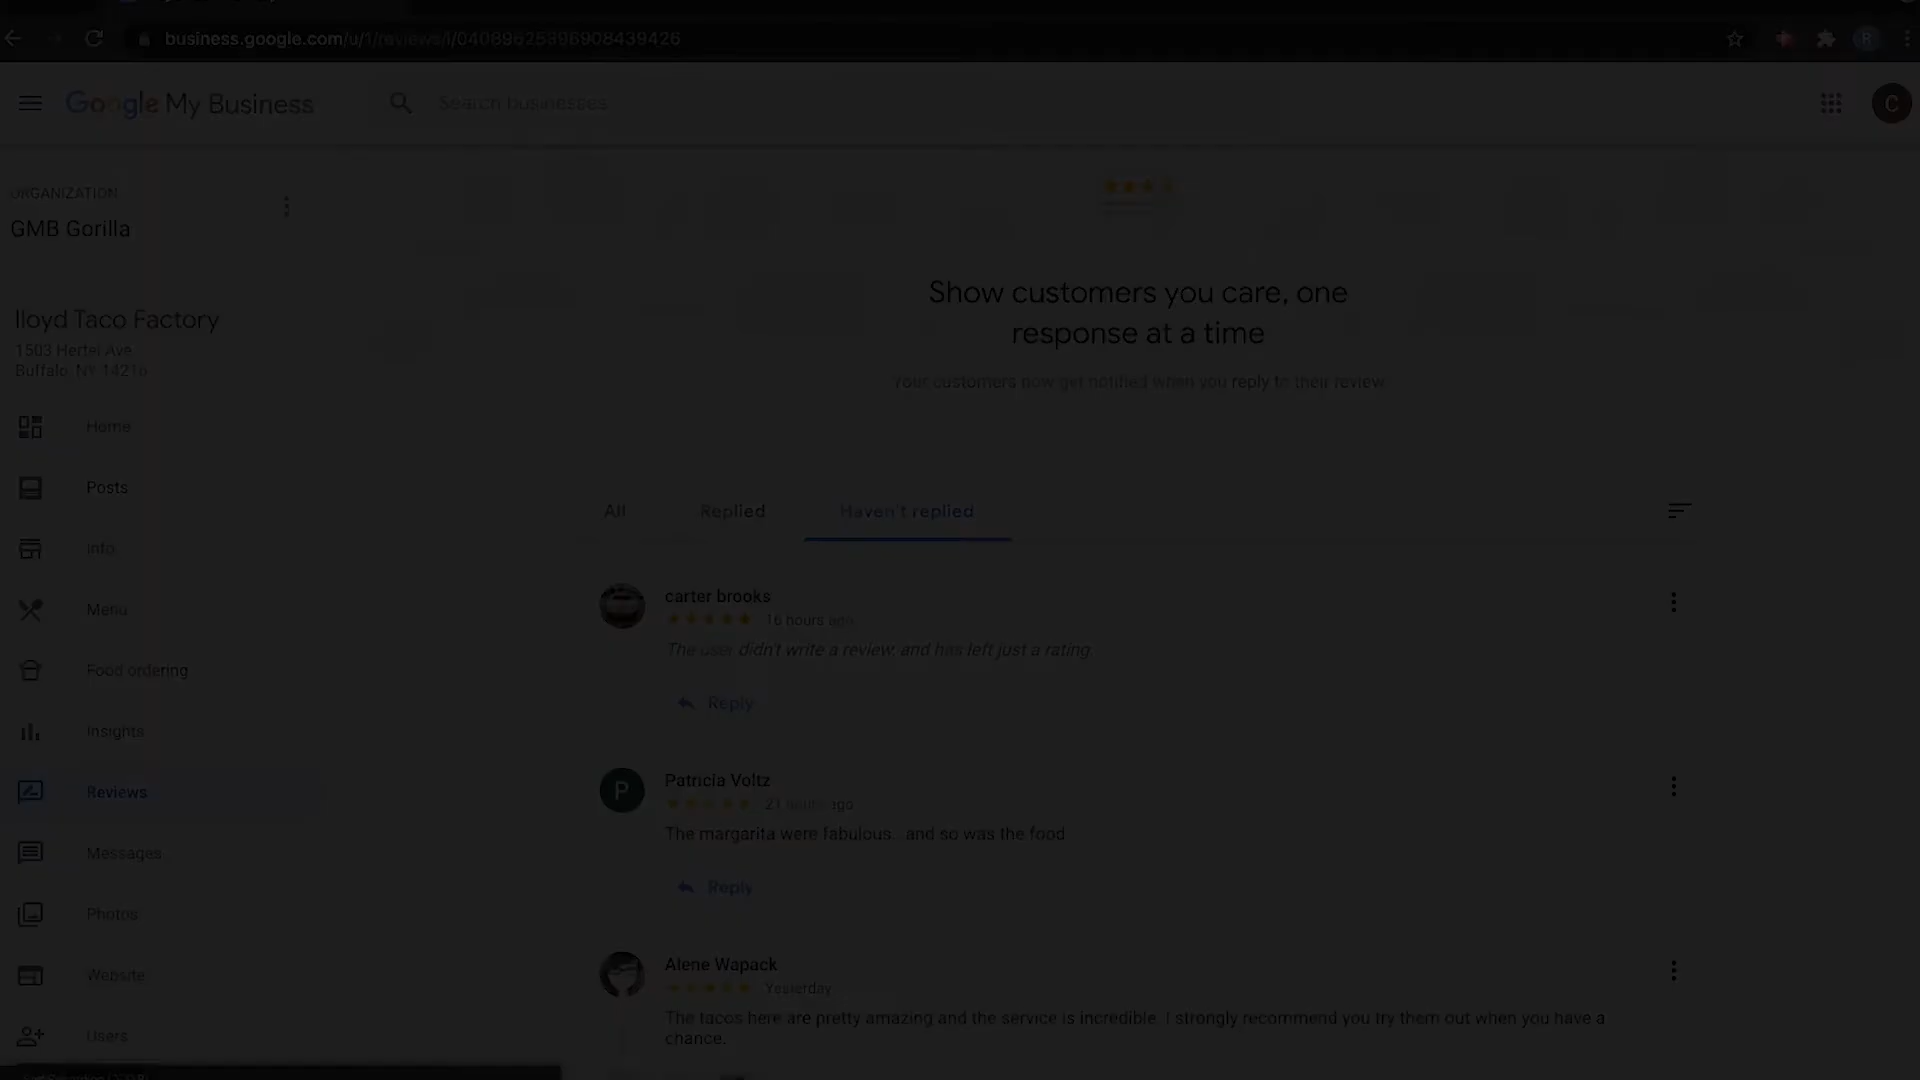 business.google.com/u/1/reviews/l/04089625396908439426
Google My Business
Search businesses
C
R
ORGANIZATION
GMB Gorilla
lloyd Taco Factory
1503 Hertel Ave
Buffalo, NY 14216
Home
Posts
Info
Menu
Food ordering
Insights
Reviews
Messages
Photos
Website
Users
Show customers you care, one
response at a time
Your customers now get notified when you reply to their review.
All
Replied
Haven't replied
carter brooks
16 hours ago
The user didn't write a review, and has left just a rating.
Reply
P
Patricia Voltz
21 hours ago
The margarita were fabulous.. and so was the food
Reply
Alene Wapack
Yesterday
The tacos here are pretty amazing and the service is incredible. I strongly recommend you try them out when you have a
chance.